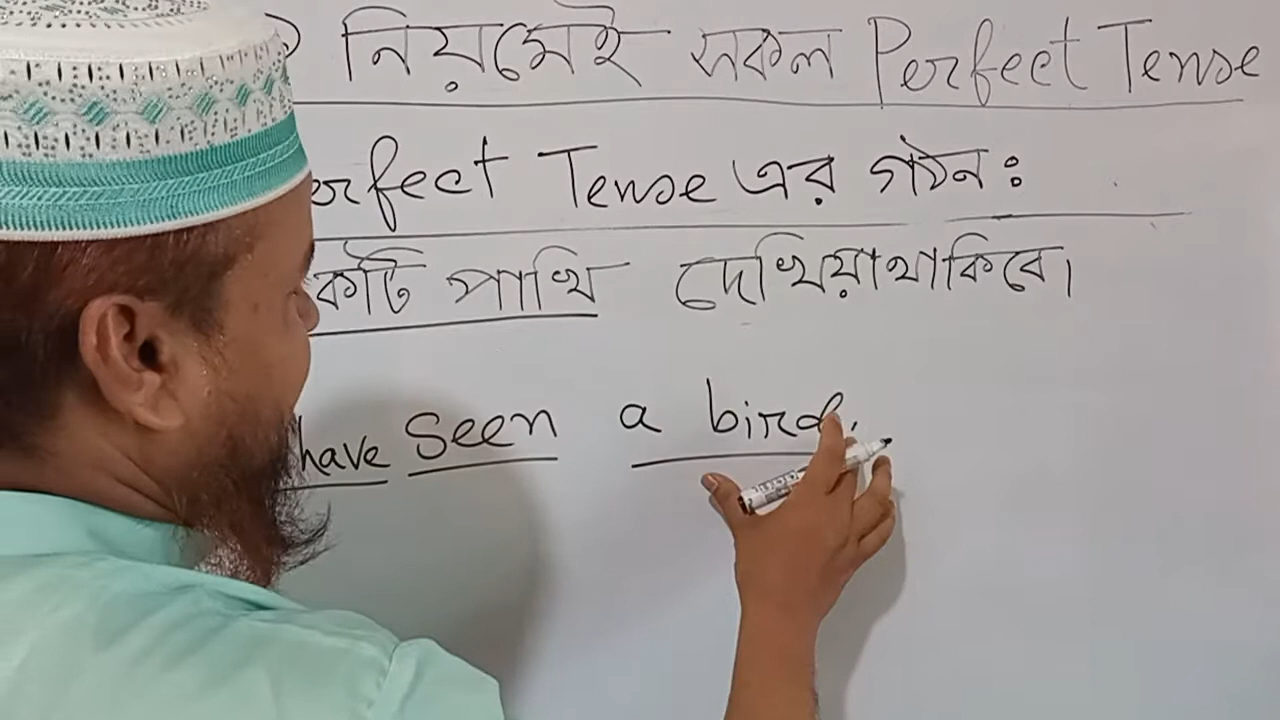 নিয়মেই সকল Perfect Tense
erfect Tense এর গঠন :
কটি পাখি দেখিয়াথাকিবে।
have seen a bird.